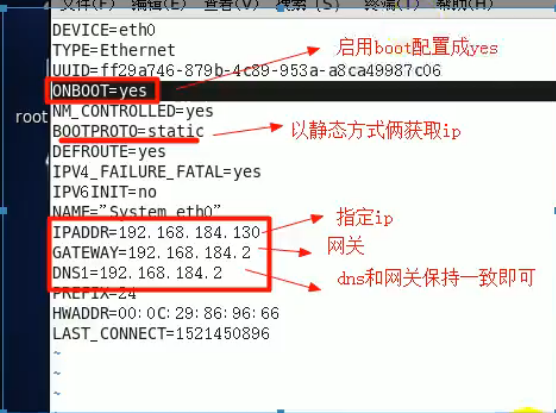 文件(F) 编辑(E) 查看(V) 搜索(S) 终端(T) 帮助(H)
DEVICE=eth0
TYPE=Ethernet
启用boot配置成yes
UUID=ff29a746-879b-4c89-953a-a8ca49987c06
ONBOOT=yes
NM_CONTROLLED=yes
root
BOOTPROTO=static
以静态方式俩获取ip
DEFROUTE=yes
IPV4_FAILURE_FATAL=yes
IPV6INIT=no
NAME="System eth0"
IPADDR=192.168.184.130
指定ip
GATEWAY=192.168.184.2
网关
DNS1=192.168.184.2
dns和网关保持一致即可
PREFIX=24
HWADDR=00:0C:29:86:96:66
LAST_CONNECT=1521450896
~
~
~